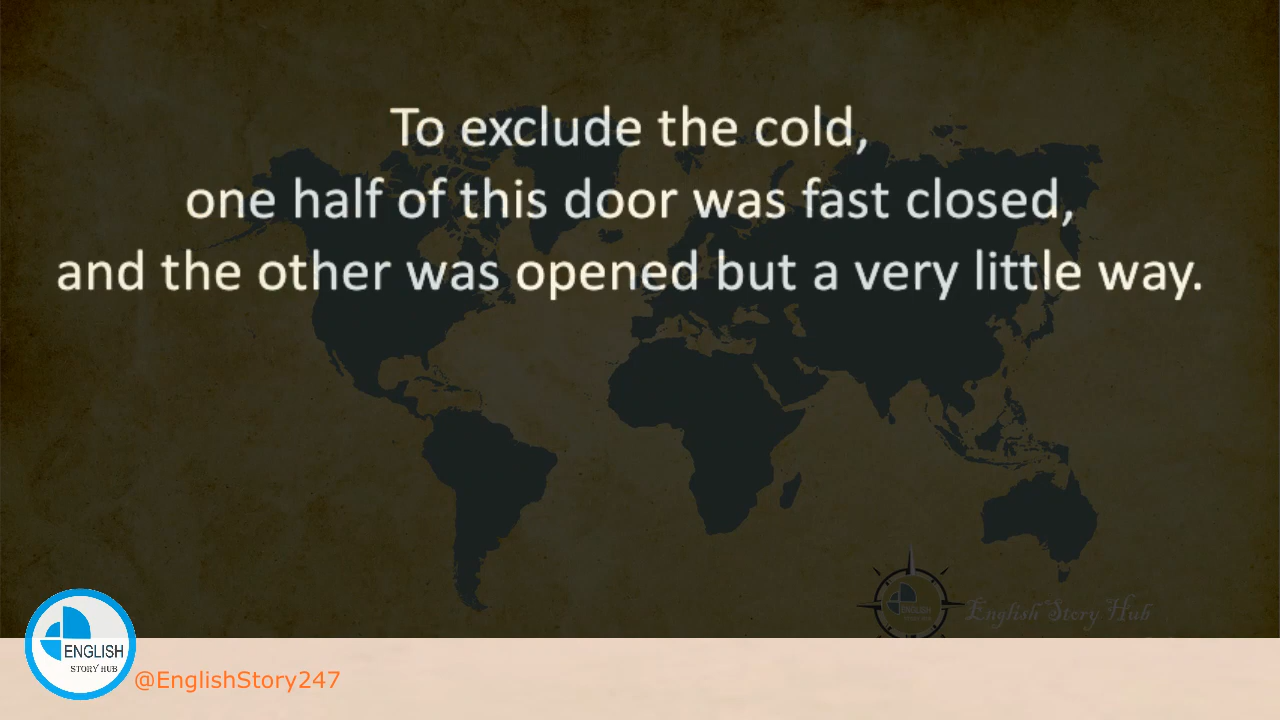 To exclude the cold,
one half of this door was fast closed,
and the other was opened but a very little way.
English Story Hub
ENGLISH
STORY HUB
@EnglishStory247